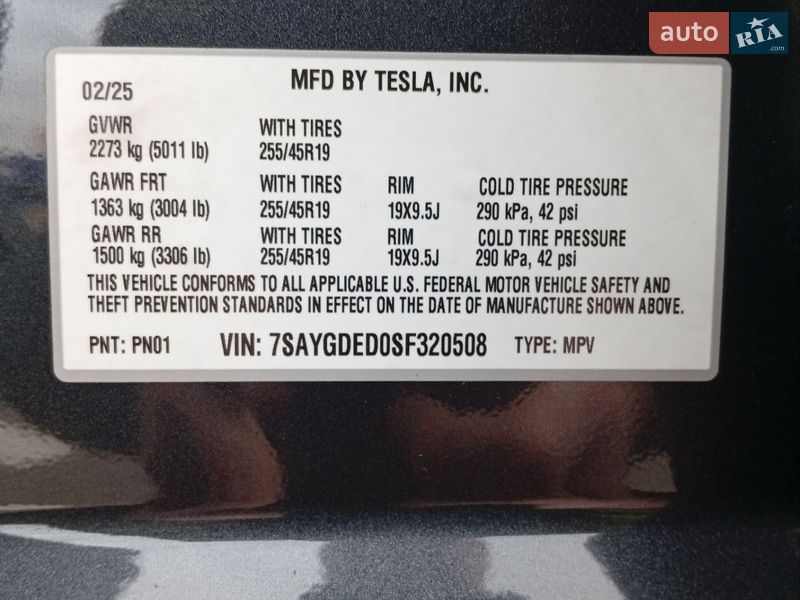 auto RIA.com
02/25 MFD BY TESLA, INC.
GVWR WITH TIRES
2273 kg (5011 lb) 255/45R19
GAWR FRT WITH TIRES RIM COLD TIRE PRESSURE
1363 kg (3004 lb) 255/45R19 19X9.5J 290 kPa, 42 psi
GAWR RR WITH TIRES RIM COLD TIRE PRESSURE
1500 kg (3306 lb) 255/45R19 19X9.5J 290 kPa, 42 psi
THIS VEHICLE CONFORMS TO ALL APPLICABLE U.S. FEDERAL MOTOR VEHICLE SAFETY AND
THEFT PREVENTION STANDARDS IN EFFECT ON THE DATE OF MANUFACTURE SHOWN ABOVE.
PNT: PN01 VIN: 7SAYGDED0SF320508 TYPE: MPV